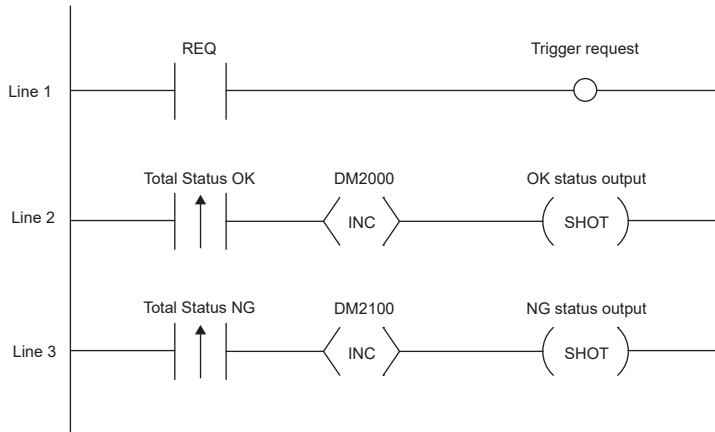 REQ Trigger request
Line 1
Total Status OK DM2000 OK status output
Line 2 INC SHOT
Total Status NG DM2100 NG status output
Line 3 INC SHOT